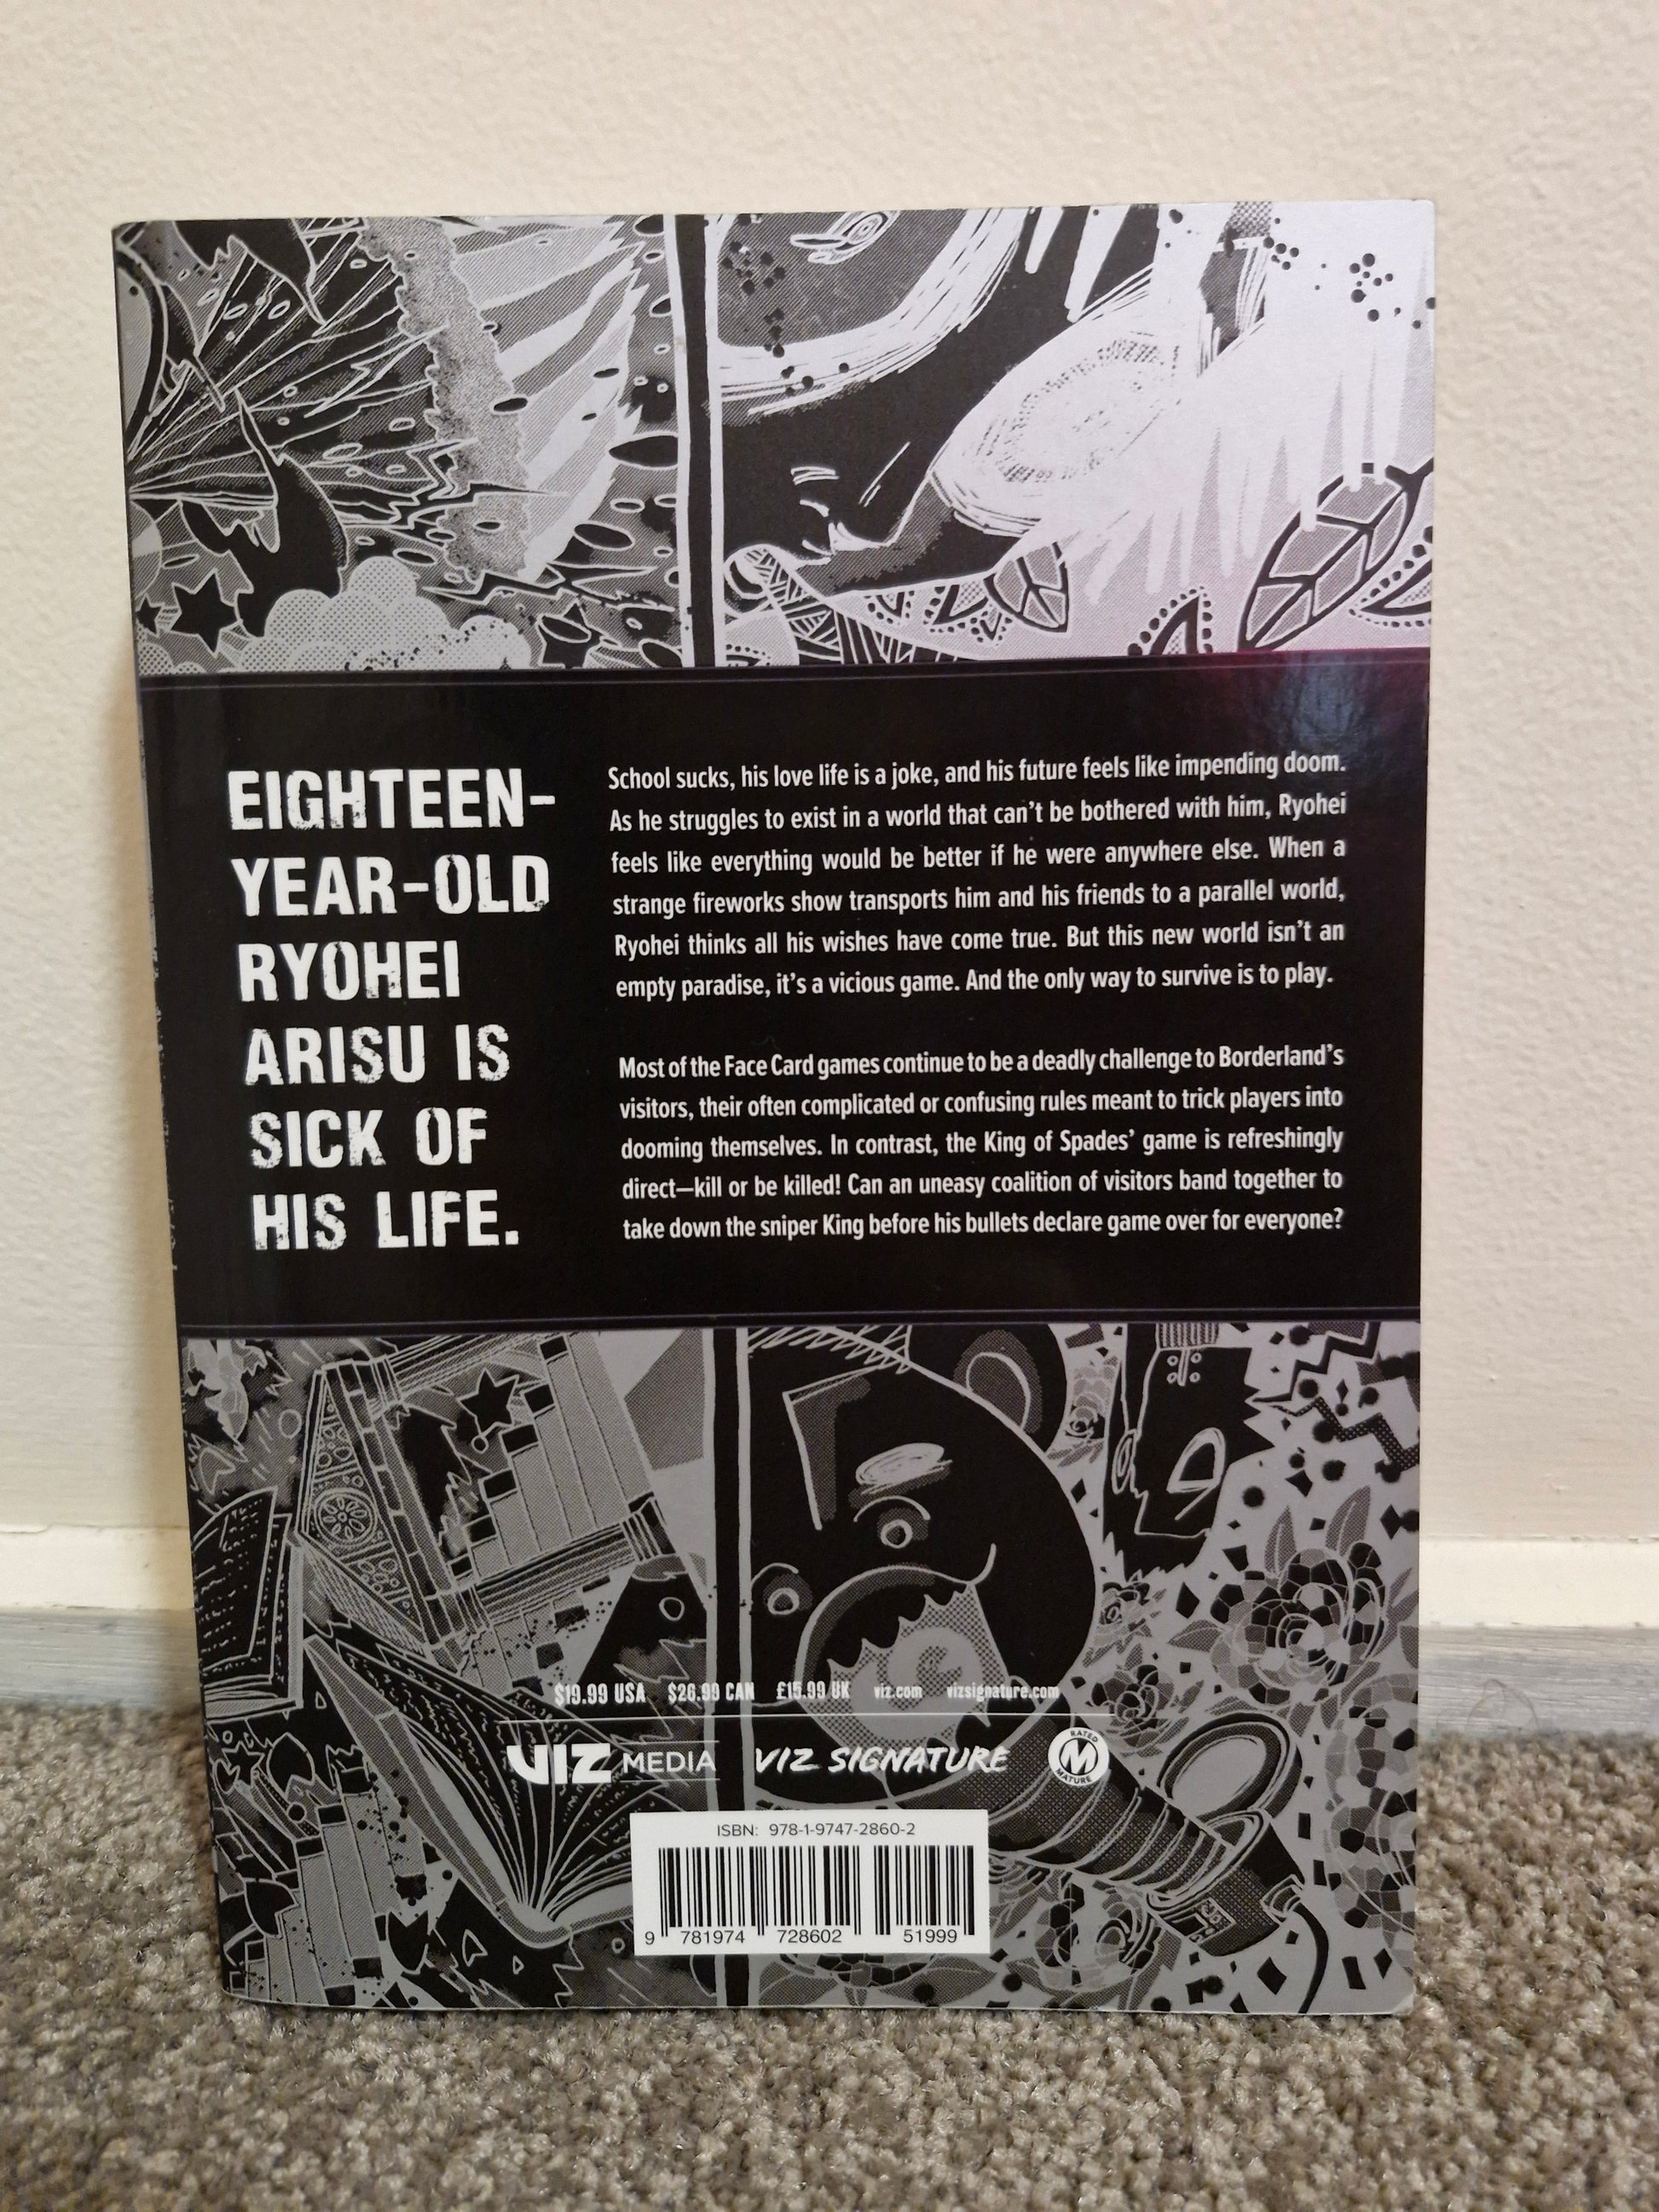 EIGHTEEN-
YEAR-OLD
RYOHEI
ARISU IS
SICK OF
HIS LIFE.
School sucks, his love life is a joke, and his future feels like impending doom.
As he struggles to exist in a world that can't be bothered with him, Ryohei
feels like everything would be better if he were anywhere else. When a
strange fireworks show transports him and his friends to a parallel world,
Ryohei thinks all his wishes have come true. But this new world isn't an
empty paradise, it's a vicious game. And the only way to survive is to play.
Most of the Face Card games continue to be a deadly challenge to Borderland's
visitors, their often complicated or confusing rules meant to trick players into
dooming themselves. In contrast, the King of Spades' game is refreshingly
direct—kill or be killed! Can an uneasy coalition of visitors band together to
take down the sniper King before his bullets declare game over for everyone?
$19.99 USA $26.99 CAN £15.99 UK viz.com vizsignature.com
VIZ MEDIA VIZ SIGNATURE RATED M MATURE
ISBN: 978-1-9747-2860-2
9 781974 728602 51999